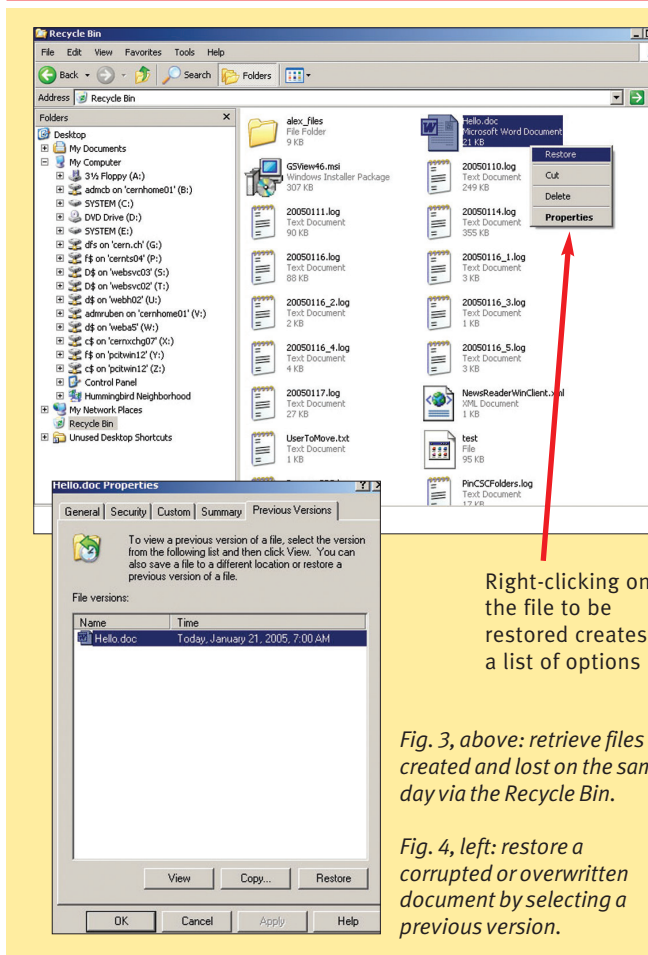 Recycle Bin
File Edit View Favorites Tools Help
Back Search Folders
Address Recycle Bin
Folders x
Desktop
My Documents
My Computer
3½ Floppy (A:)
admcb on 'cernhome01' (B:)
SYSTEM (C:)
DVD Drive (D:)
SYSTEM (E:)
dfs on 'cern.ch' (G:)
f$ on 'cernts04' (P:)
D$ on 'websvc03' (S:)
D$ on 'websvc02' (T:)
d$ on 'webh02' (U:)
admruben on 'cernhome01' (V:)
d$ on 'weba5' (W:)
c$ on 'cernxchg07' (X:)
f$ on 'pcitwin12' (Y:)
c$ on 'pcitwin12' (Z:)
Control Panel
Hummingbird Neighborhood
My Network Places
Recycle Bin
Unused Desktop Shortcuts
alex_files
File Folder
9 KB
Hello.doc
Microsoft Word Document
21 KB
Restore
Cut
Delete
Properties
GSView46.msi
Windows Installer Package
307 KB
20050110.log
Text Document
249 KB
20050111.log
Text Document
90 KB
20050114.log
Text Document
355 KB
20050116.log
Text Document
88 KB
20050116_1.log
Text Document
3 KB
20050116_2.log
Text Document
2 KB
20050116_3.log
Text Document
1 KB
20050116_4.log
Text Document
4 KB
20050116_5.log
Text Document
3 KB
20050117.log
Text Document
27 KB
NewsReaderWinClient.xml
XML Document
1 KB
UserToMove.txt
Text Document
1 KB
test
File
95 KB
PinCSCFolders.log
Text Document
17 KB
Hello.doc Properties
General Security Custom Summary Previous Versions
To view a previous version of a file, select the version
from the following list and then click View. You can
also save a file to a different location or restore a
previous version of a file.
File versions:
Name Time
Hello.doc Today, January 21, 2005, 7:00 AM
View Copy... Restore
OK Cancel Apply Help
Right-clicking on
the file to be
restored creates
a list of options
Fig. 3, above: retrieve files
created and lost on the sam
day via the Recycle Bin.
Fig. 4, left: restore a
corrupted or overwritten
document by selecting a
previous version.